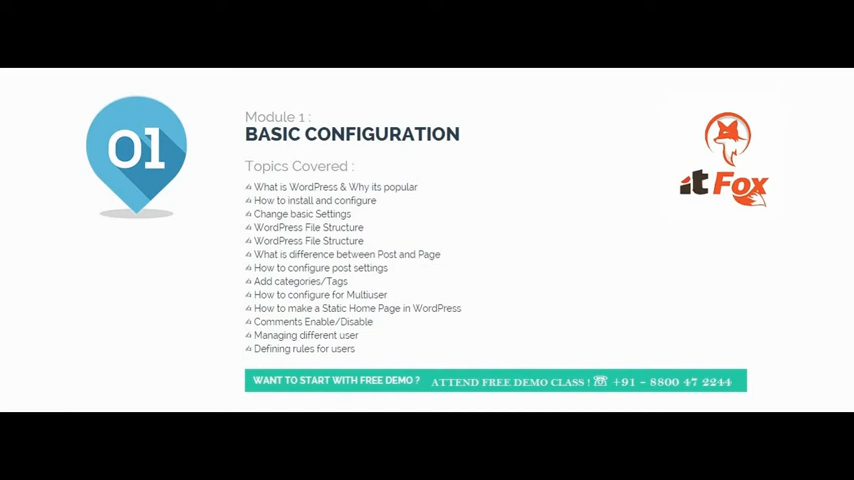 01
Module 1 :
BASIC CONFIGURATION
Topics Covered :
What is WordPress & Why its popular
How to install and configure
Change basic Settings
WordPress File Structure
WordPress File Structure
What is difference between Post and Page
How to configure post settings
Add categories/Tags
How to configure for Multiuser
How to make a Static Home Page in WordPress
Comments Enable/Disable
Managing different user
Defining rules for users
WANT TO START WITH FREE DEMO ? ATTEND FREE DEMO CLASS ! ☏ +91 - 8800 47 2244
it Fox